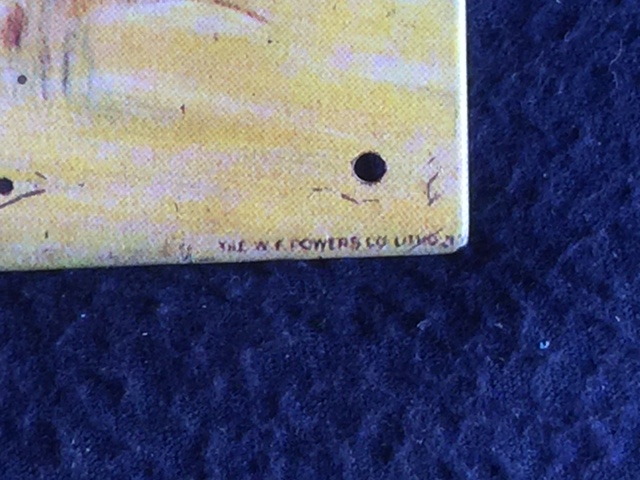 THE W. F. POWERS CO. LITHO.